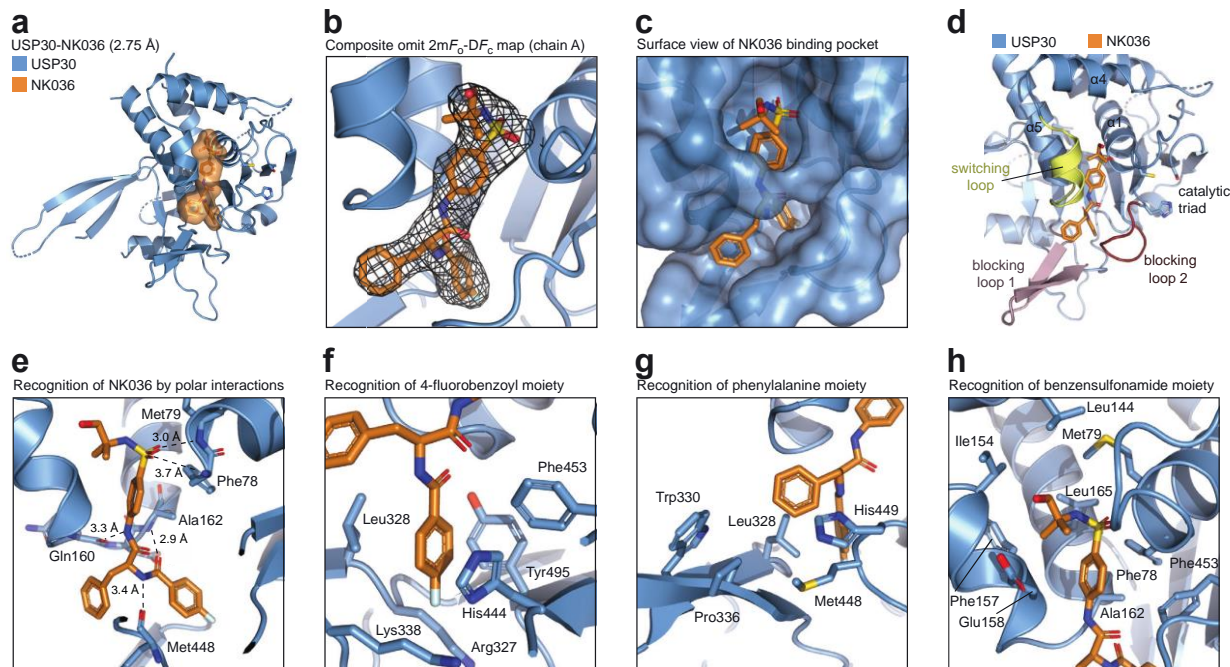 a
USP30-NK036 (2.75 Å)
USP30
NK036
b
Composite omit 2mFo-DFc map (chain A)
c
Surface view of NK036 binding pocket
d
USP30 NK036
α4
α1
α5
switching
loop
catalytic
triad
blocking
loop 1
blocking
loop 2
e
Recognition of NK036 by polar interactions
Met79
3.0 Å
3.7 Å
Phe78
Ala162
3.3 Å
2.9 Å
Gln160
3.4 Å
Met448
f
Recognition of 4-fluorobenzoyl moiety
Phe453
Leu328
Tyr495
His444
Lys338
Arg327
g
Recognition of phenylalanine moiety
Trp330
Leu328
His449
Met448
Pro336
h
Recognition of benzensulfonamide moiety
Leu144
Ile154
Met79
Leu165
Phe78
Phe453
Phe157
Glu158
Ala162